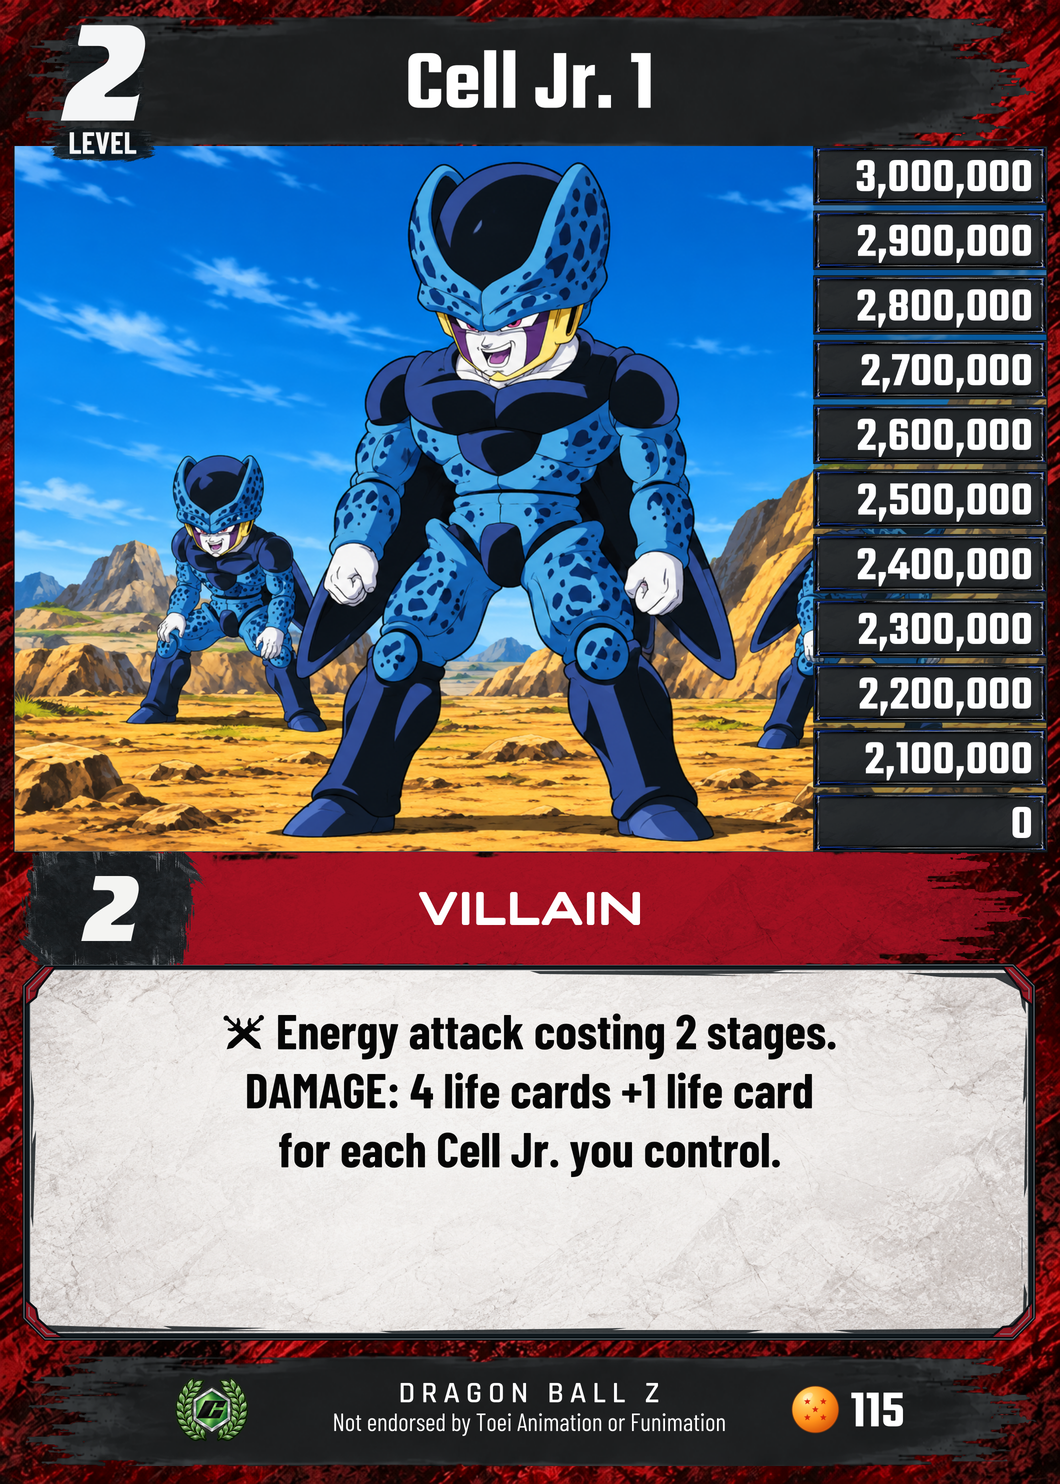 2
LEVEL
Cell Jr. 1
3,000,000
2,900,000
2,800,000
2,700,000
2,600,000
2,500,000
2,400,000
2,300,000
2,200,000
2,100,000
0
2
VILLAIN
Energy attack costing 2 stages.
DAMAGE: 4 life cards +1 life card
for each Cell Jr. you control.
DRAGON BALL Z
Not endorsed by Toei Animation or Funimation
115